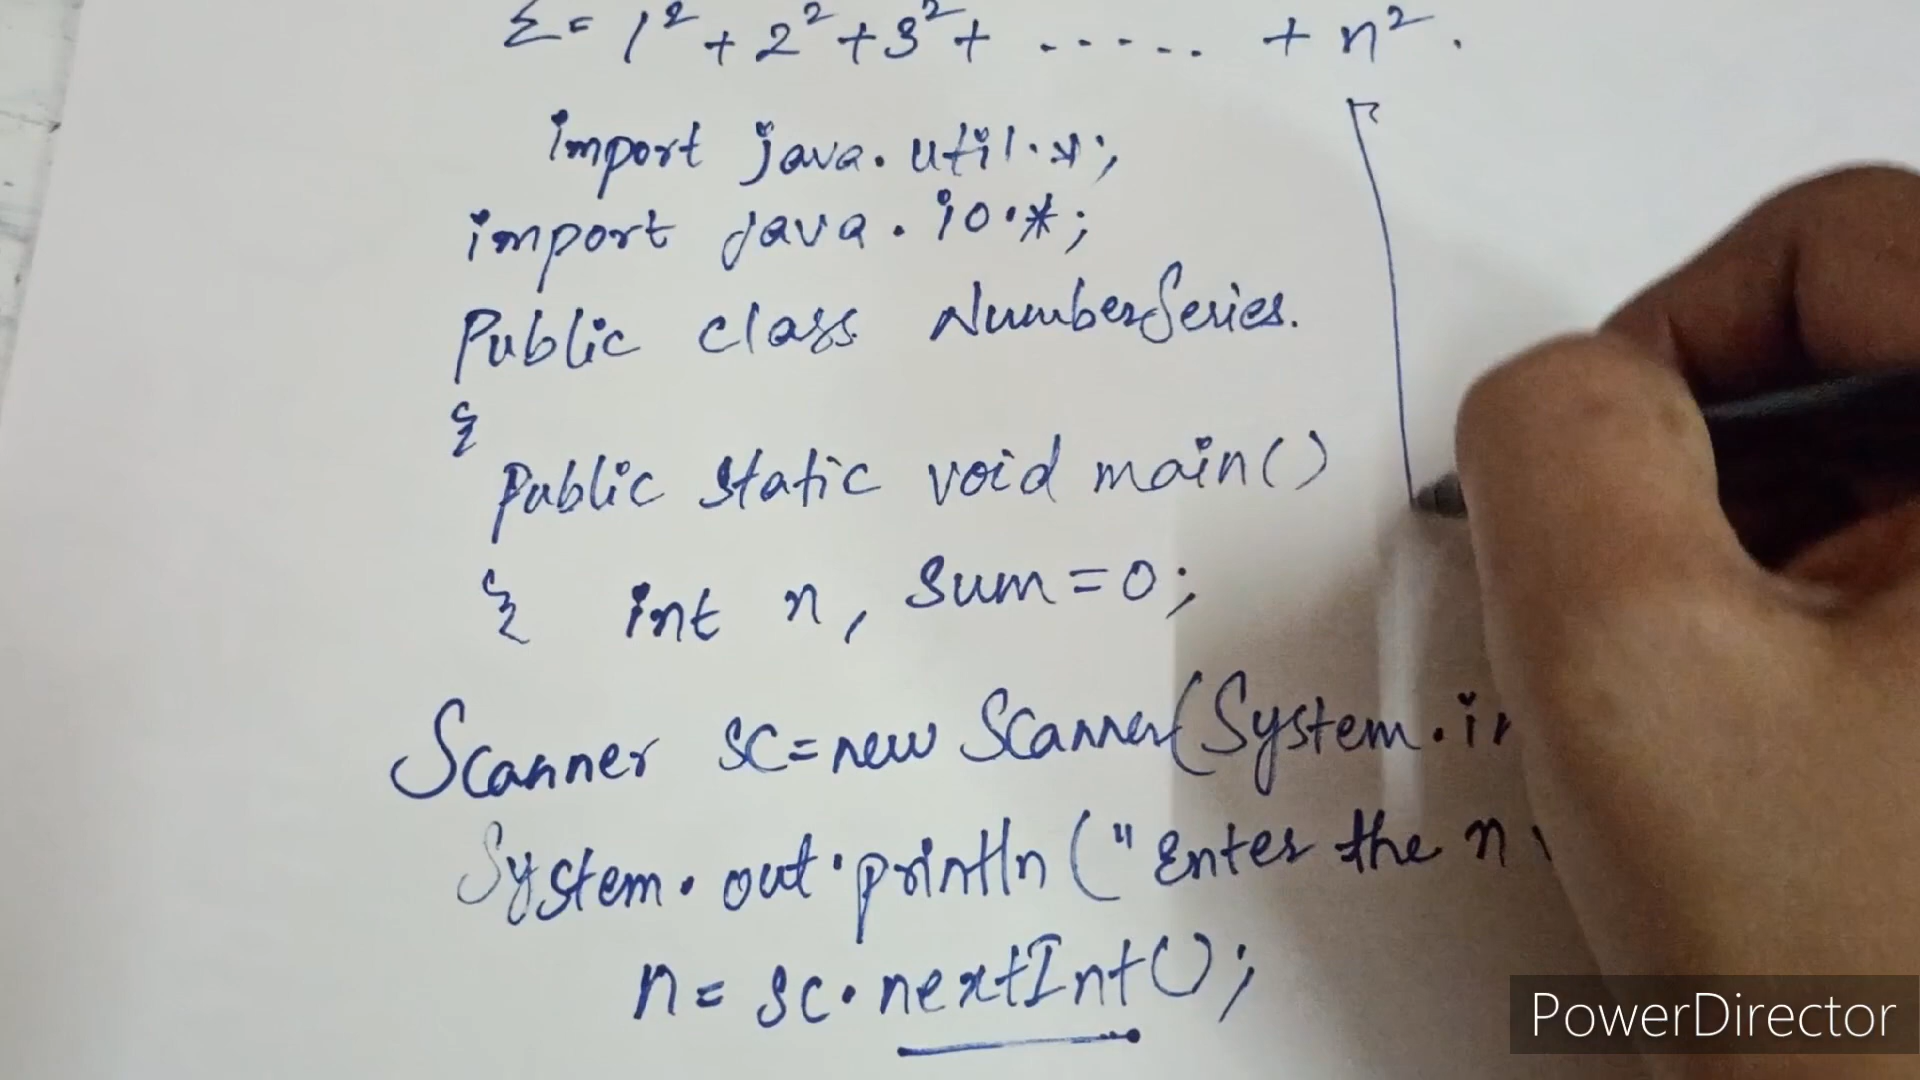 Σ= 1² + 2² + 3² + ...... + n².
import java.util.*;
import java.io.*;
Public class NumberSeries.
{
Public static void main()
{ int n, sum=0;
Scanner sc=new Scanner(System.in
System.out.println("Enter the n
n= sc.nextInt();
PowerDirector